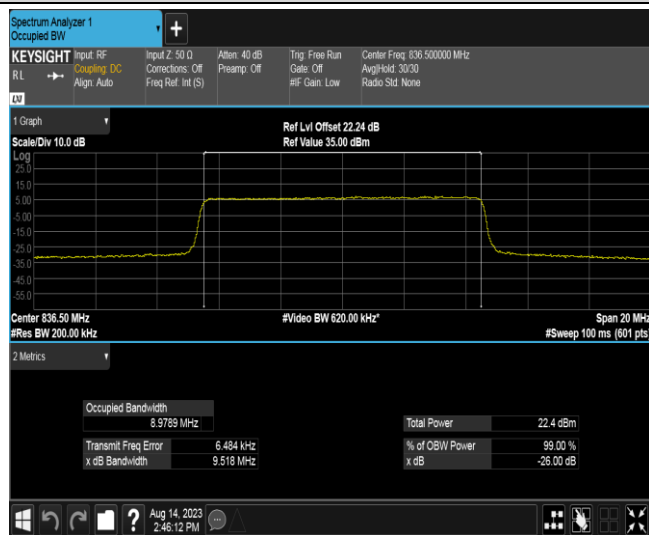 Spectrum Analyzer 1
Occupied BW
+
KEYSIGHT
RL
LXI
Input: RF
Coupling: DC
Align: Auto
Input Z: 50 Ω
Corrections: Off
Freq Ref: Int (S)
Atten: 40 dB
Preamp: Off
Trig: Free Run
Gate: Off
#IF Gain: Low
Center Freq: 836.500000 MHz
Avg|Hold: 30/30
Radio Std: None
1 Graph
Scale/Div 10.0 dB
Ref Lvl Offset 22.24 dB
Ref Value 35.00 dBm
Log
25.0
15.0
5.00
-5.00
-15.0
-25.0
-35.0
-45.0
-55.0
Center 836.50 MHz
#Res BW 200.00 kHz
#Video BW 620.00 kHz*
Span 20 MHz
#Sweep 100 ms (601 pts
2 Metrics
Occupied Bandwidth
8.9789 MHz
Transmit Freq Error 6.484 kHz
x dB Bandwidth 9.518 MHz
Total Power 22.4 dBm
% of OBW Power 99.00 %
x dB -26.00 dB
?
Aug 14, 2023
2:46:12 PM